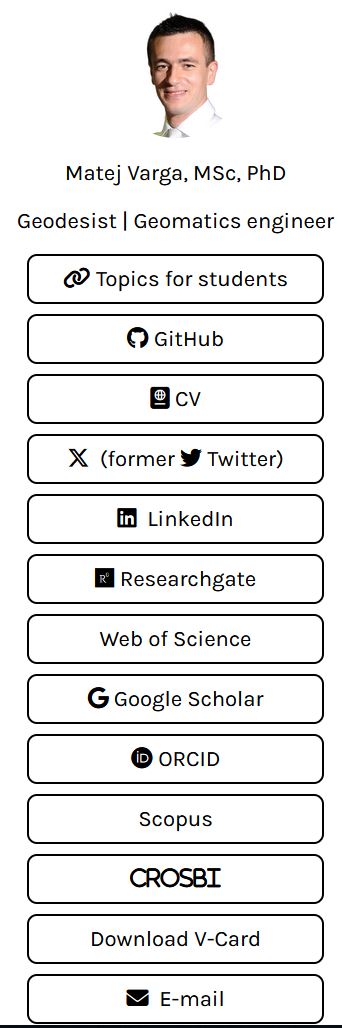 Matej Varga, MSc, PhD
Geodesist | Geomatics engineer
Topics for students
GitHub
CV
X (former Twitter)
LinkedIn
Researchgate
Web of Science
Google Scholar
ORCID
Scopus
CROSBI
Download V-Card
E-mail